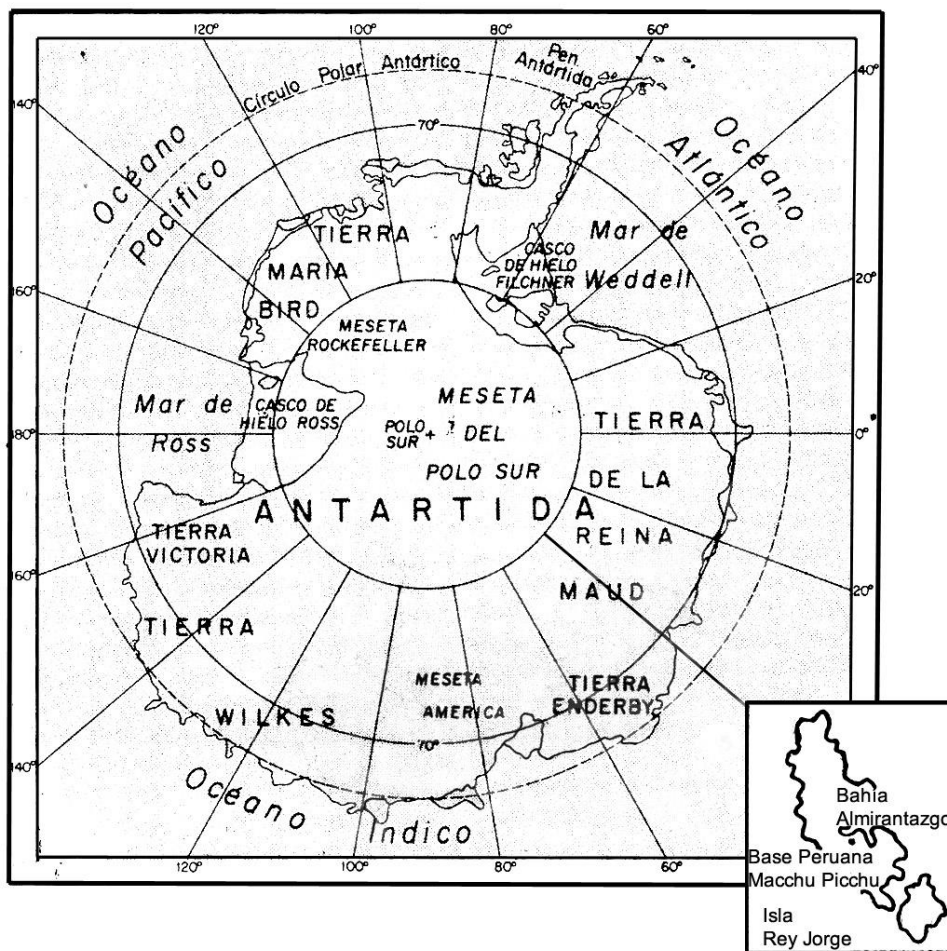 120°
100°
80°
60°
140°
40°
Círculo Polar Antártico
Pen.
Antártida
70°
Océano
Pacífico
Océano
Atlántico
TIERRA
MARIA
BIRD
CASCO
DE HIELO
FILCHNER
Mar de
Weddell
160°
20°
MESETA
ROCKEFELLER
Mar de
Ross
CASCO DE
HIELO ROSS
MESETA
DEL
POLO SUR
POLO
SUR +
180°
0°
TIERRA
DE LA
REINA
MAUD
ANTARTIDA
TIERRA
VICTORIA
160°
20°
TIERRA
WILKES
MESETA
AMERICA
TIERRA
ENDERBY
70°
140°
Océano
Indico
120°
100°
80°
60°
Bahía
Almirantazgo
Base Peruana
Macchu Picchu
Isla
Rey Jorge